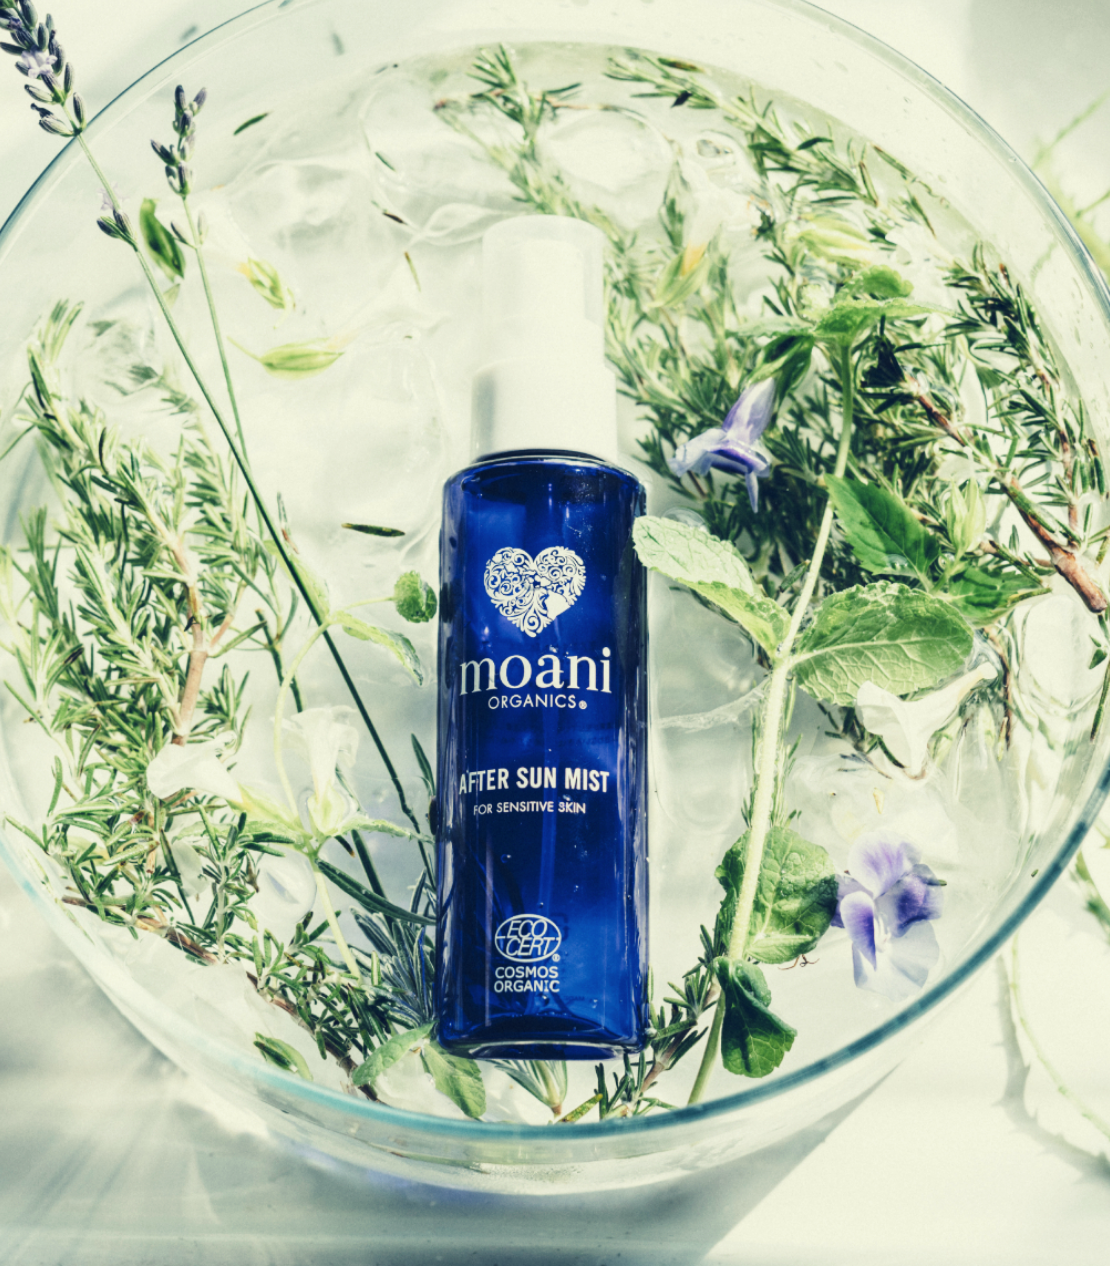 moani
ORGANICS®
AFTER SUN MIST
FOR SENSITIVE SKIN
ECO
CERT®
COSMOS
ORGANIC